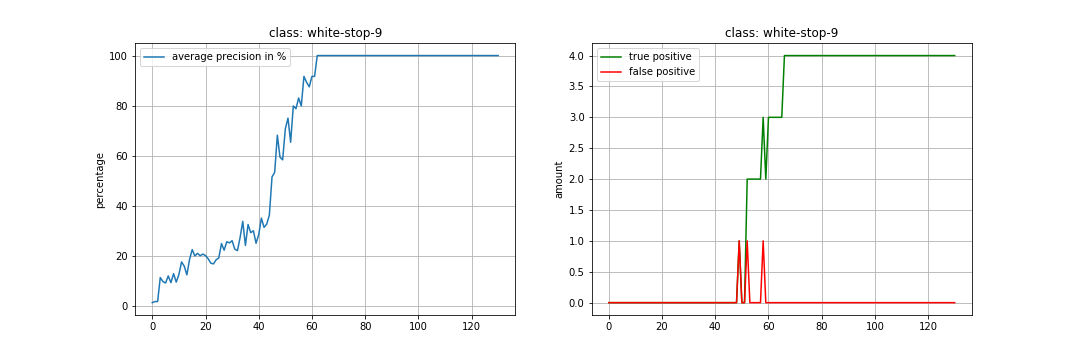 class: white-stop-9
average precision in %
percentage
100
80
60
40
20
0
0 20 40 60 80 100 120
class: white-stop-9
true positive
false positive
amount
4.0
3.5
3.0
2.5
2.0
1.5
1.0
0.5
0.0
0 20 40 60 80 100 120